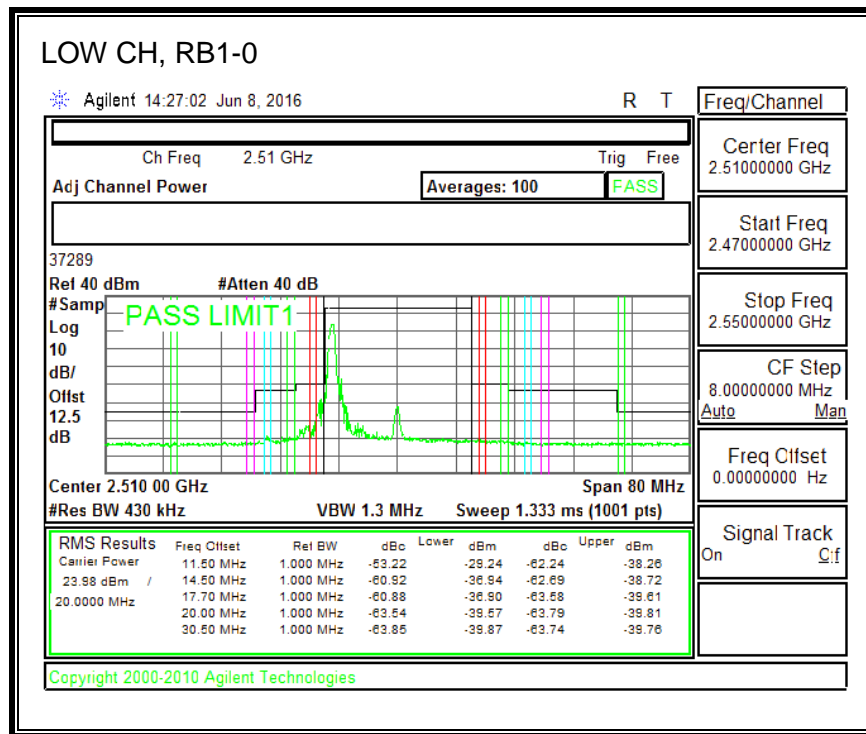 LOW CH, RB1-0
Agilent 14:27:02 Jun 8, 2016 R T
Freq/Channel
Ch Freq 2.51 GHz Trig Free
Adj Channel Power Averages: 100 PASS
Center Freq
2.51000000 GHz
Start Freq
2.47000000 GHz
Stop Freq
2.55000000 GHz
CF Step
8.00000000 MHz
Auto Man
Freq Offset
0.00000000 Hz
Signal Track
On Off
37289
Ref 40 dBm #Atten 40 dB
#Samp
Log
10
dB/
Offst
12.5
dB
PASS LIMIT1
Center 2.510 00 GHz Span 80 MHz
#Res BW 430 kHz VBW 1.3 MHz Sweep 1.333 ms (1001 pts)
RMS Results Freq Offset Ref BW dBc Lower dBm dBc Upper dBm
Carrier Power 11.50 MHz 1.000 MHz -53.22 -29.24 -62.24 -38.26
23.98 dBm / 14.50 MHz 1.000 MHz -60.92 -36.94 -62.69 -38.72
20.0000 MHz 17.70 MHz 1.000 MHz -60.88 -36.90 -63.58 -39.61
20.00 MHz 1.000 MHz -63.54 -39.57 -63.79 -39.81
30.50 MHz 1.000 MHz -63.85 -39.87 -63.74 -39.76
Copyright 2000-2010 Agilent Technologies